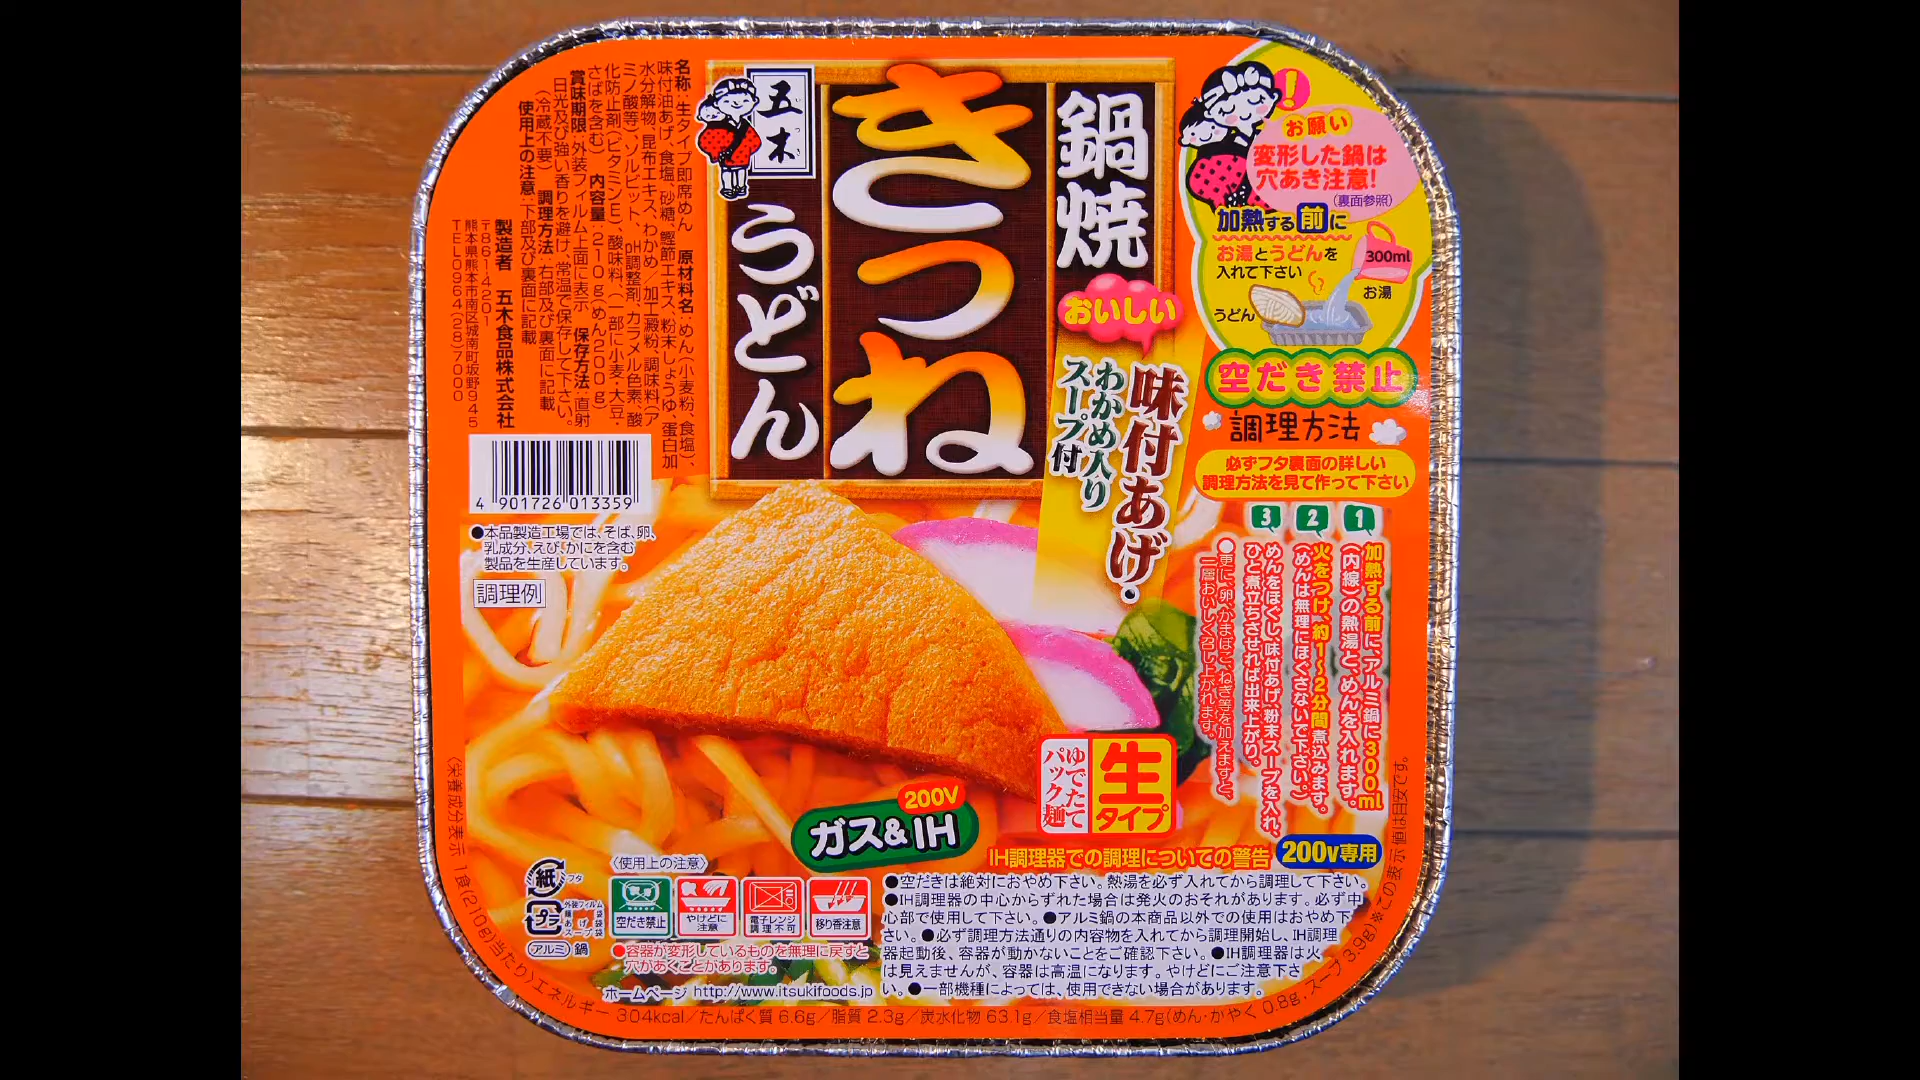 五木
いつき
鍋焼
きつね
うどん
おいしい
味付あげ・
わかめ入り
スープ付
!
お願い
変形した鍋は
穴あき注意!
(裏面参照)
加熱する前に
お湯とうどんを
入れて下さい
300ml
お湯
うどん
空だき禁止
調理方法
必ずフタ裏面の詳しい
調理方法を見て作って下さい
1
加熱する前に、アルミ鍋に300ml
(内線)の熱湯と、めんを入れます。
2
火をつけ、約1〜2分間煮込みます。
(めんは無理にほぐさないで下さい。)
3
めんをほぐし、味付あげ、粉末スープを入れ、
ひと煮立ちさせれば出来上がり。
●更に、卵、かまぼこ、ねぎ等を加えますと、
一層おいしく召し上がれます。
名称:生タイプ即席めん 原材料名:めん(小麦粉、食塩)、
味付油あげ、食塩、砂糖、鰹節エキス、粉末しょうゆ、蛋白加
水分解物、昆布エキス、わかめ/加工澱粉、調味料(ア
ミノ酸等)、ソルビット、pH調整剤、カラメル色素、酸
化防止剤(ビタミンE)、酸味料、(一部に小麦・大豆・
さばを含む) 内容量:210g(めん200g)
賞味期限:外装フィルム上面に表示 保存方法:直射
日光及び強い香りを避け、常温で保存して下さい。
(冷蔵不要) 調理方法:右部及び裏面に記載
使用上の注意:下部及び裏面に記載
製造者 五木食品株式会社
〒861-4201
熊本県熊本市南区城南町坂野945
TEL0964(28)7000
4 901726 013359
●本品製造工場では、そば、卵、
乳成分、えび、かにを含む
製品を生産しています。
調理例
生
タイプ
ゆでたて
パック麺
200V
ガス&IH
IH調理器での調理についての警告 200v専用
●空だきは絶対におやめ下さい。熱湯を必ず入れてから調理して下さい。
●IH調理器の中心からずれた場合は発火のおそれがあります。必ず中
心部で使用して下さい。●アルミ鍋の本商品以外での使用はおやめ下
さい。●必ず調理方法通りの内容物を入れてから調理開始し、IH調理
器起動後、容器が動かないことをご確認下さい。●IH調理器は火
は見えませんが、容器は高温になります。やけどにご注意下さ
い。●一部機種によっては、使用できない場合があります。
〈使用上の注意〉
空だき禁止
やけどに
注意
電子レンジ
調理不可
移り香注意
●容器が変形しているものを無理に戻すと
穴があくことがあります。
紙
フタ
プラ
外装フィルム
麺 袋
あげ 袋
スープ袋
アルミ 鍋
ホームページ http://www.itsukifoods.jp
〈栄養成分表示 1食(210g)当たり〉エネルギー 304kcal/たんぱく質 6.6g/脂質 2.3g/炭水化物 63.1g/食塩相当量 4.7g(めん・かやく 0.8g、スープ 3.9g)※この表示値は目安です。